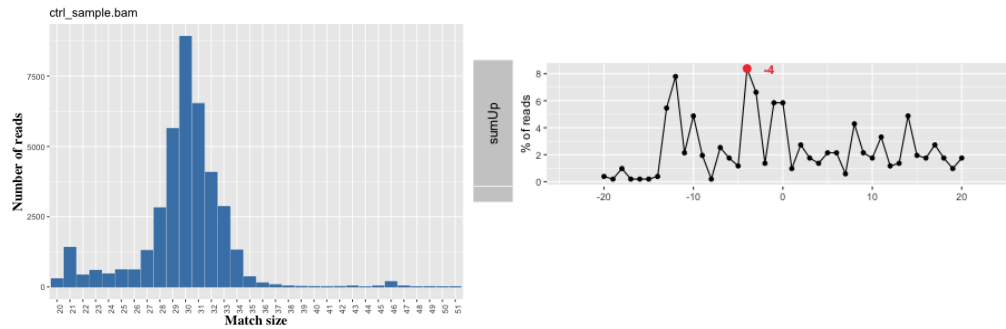 ctrl_sample.bam
Number of reads
7500
5000
2500
0
20 21 22 23 24 25 26 27 28 29 30 31 32 33 34 35 36 37 38 39 40 41 42 43 44 45 46 47 48 49 50 51
Match size
sumUp
% of reads
8
6
4
2
0
-4
-20 -10 0 10 20